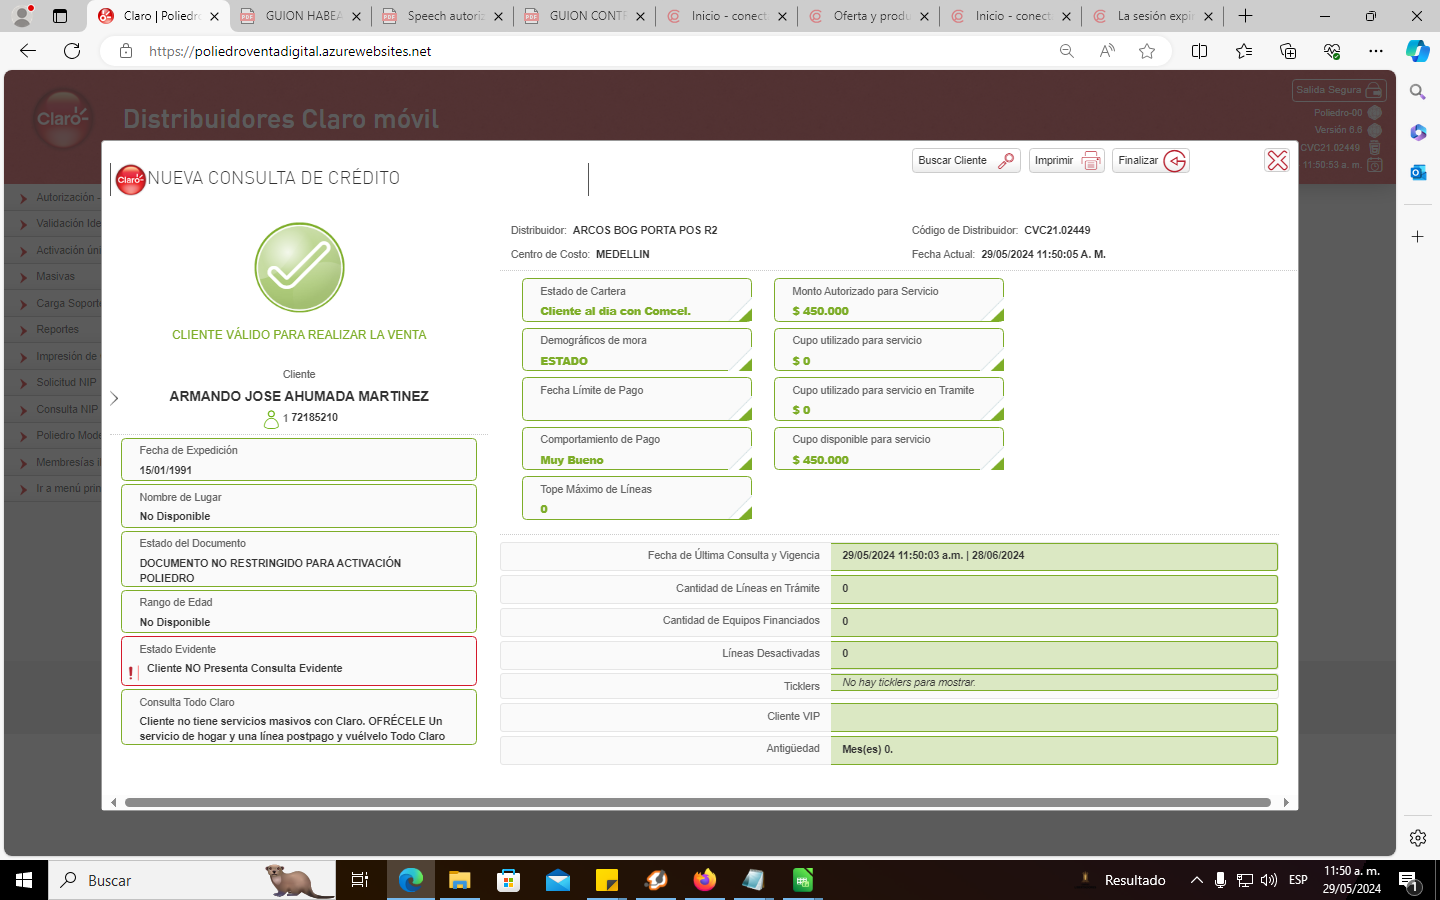 Claro | Poliedro
GUION HABEA
Speech autoriz
GUION CONTR
Inicio - conect
Oferta y produ
Inicio - conect
La sesión expir
https://poliedroventadigital.azurewebsites.net
Claro
Distribuidores Claro móvil
Salida Segura
Poliedro-00
Versión 6.6
CVC21.02449
11:50:53 a. m.
Autorización -
Validación Ide
Activación úni
Masivas
Carga Soporte
Reportes
Impresión de
Solicitud NIP
Consulta NIP
Poliedro Mode
Membresías
Ir a menú prin
Buscar Cliente
Imprimir
Finalizar
Claro
NUEVA CONSULTA DE CRÉDITO
CLIENTE VÁLIDO PARA REALIZAR LA VENTA
Cliente
ARMANDO JOSE AHUMADA MARTINEZ
1 72185210
Fecha de Expedición
15/01/1991
Nombre de Lugar
No Disponible
Estado del Documento
DOCUMENTO NO RESTRINGIDO PARA ACTIVACIÓN
POLIEDRO
Rango de Edad
No Disponible
Estado Evidente
Cliente NO Presenta Consulta Evidente
Consulta Todo Claro
Cliente no tiene servicios masivos con Claro. OFRÉCELE Un
servicio de hogar y una línea postpago y vuélvelo Todo Claro
Distribuidor: ARCOS BOG PORTA POS R2
Código de Distribuidor: CVC21.02449
Centro de Costo: MEDELLIN
Fecha Actual: 29/05/2024 11:50:05 A. M.
Estado de Cartera
Cliente al dia con Comcel.
Monto Autorizado para Servicio
$ 450.000
Demográficos de mora
ESTADO
Cupo utilizado para servicio
$ 0
Fecha Límite de Pago
Cupo utilizado para servicio en Tramite
$ 0
Comportamiento de Pago
Muy Bueno
Cupo disponible para servicio
$ 450.000
Tope Máximo de Líneas
0
Fecha de Última Consulta y Vigencia
29/05/2024 11:50:03 a.m. | 28/06/2024
Cantidad de Líneas en Trámite
0
Cantidad de Equipos Financiados
0
Líneas Desactivadas
0
Ticklers
No hay ticklers para mostrar.
Cliente VIP
Antigüedad
Mes(es) 0.
Buscar
Resultado
ESP
11:50 a. m.
29/05/2024
1